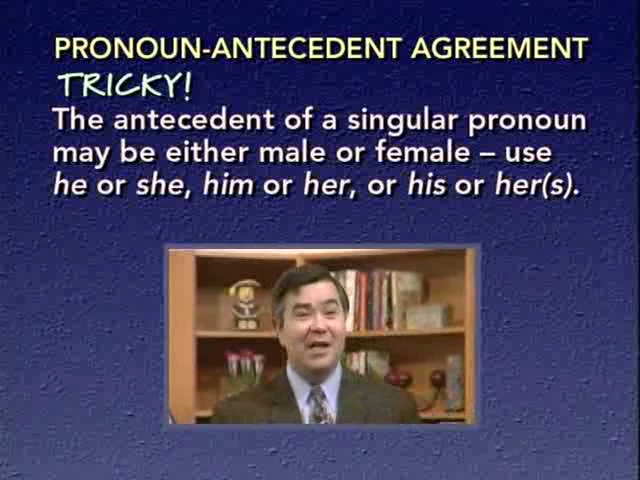 PRONOUN-ANTECEDENT AGREEMENT
TRICKY!
The antecedent of a singular pronoun
may be either male or female – use
he or she, him or her, or his or her(s).